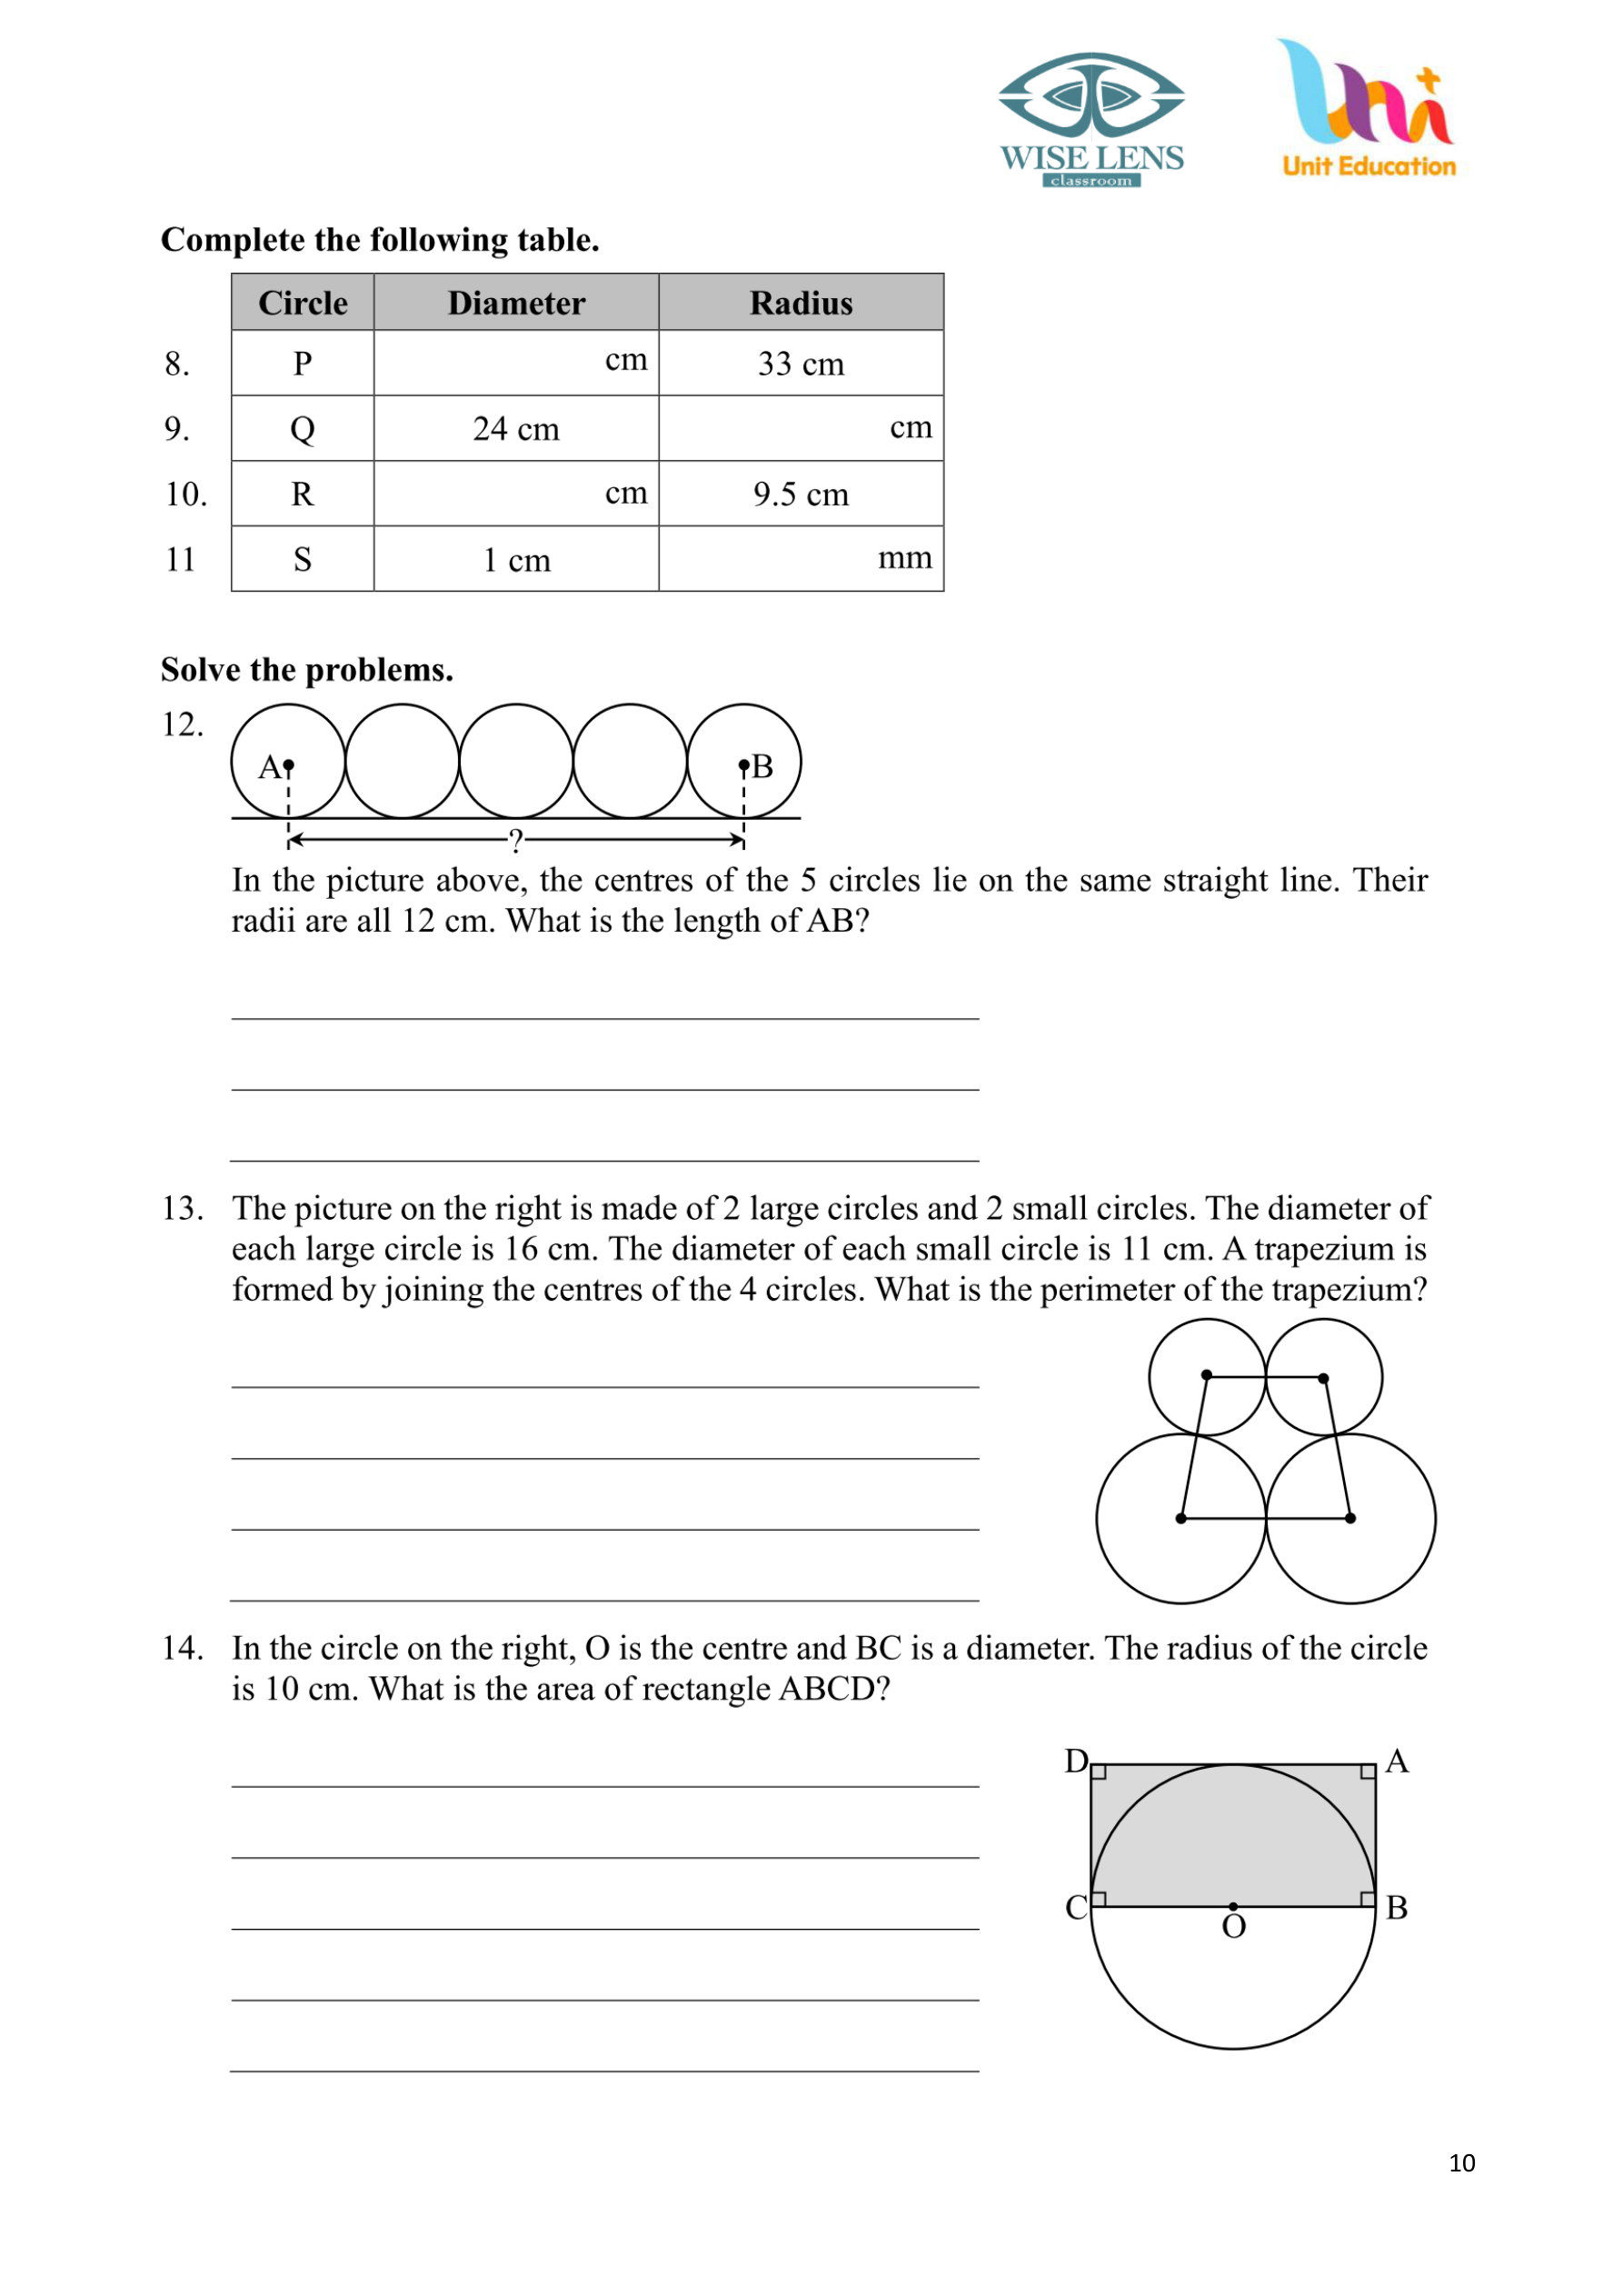 WISE LENS
classroom
Unit Education
Complete the following table.
Circle Diameter Radius
8. P cm 33 cm
9. Q 24 cm cm
10. R cm 9.5 cm
11 S 1 cm mm
Solve the problems.
12.
A B
?
In the picture above, the centres of the 5 circles lie on the same straight line. Their
radii are all 12 cm. What is the length of AB?
13. The picture on the right is made of 2 large circles and 2 small circles. The diameter of
each large circle is 16 cm. The diameter of each small circle is 11 cm. A trapezium is
formed by joining the centres of the 4 circles. What is the perimeter of the trapezium?
14. In the circle on the right, O is the centre and BC is a diameter. The radius of the circle
is 10 cm. What is the area of rectangle ABCD?
D A
C B
O
10